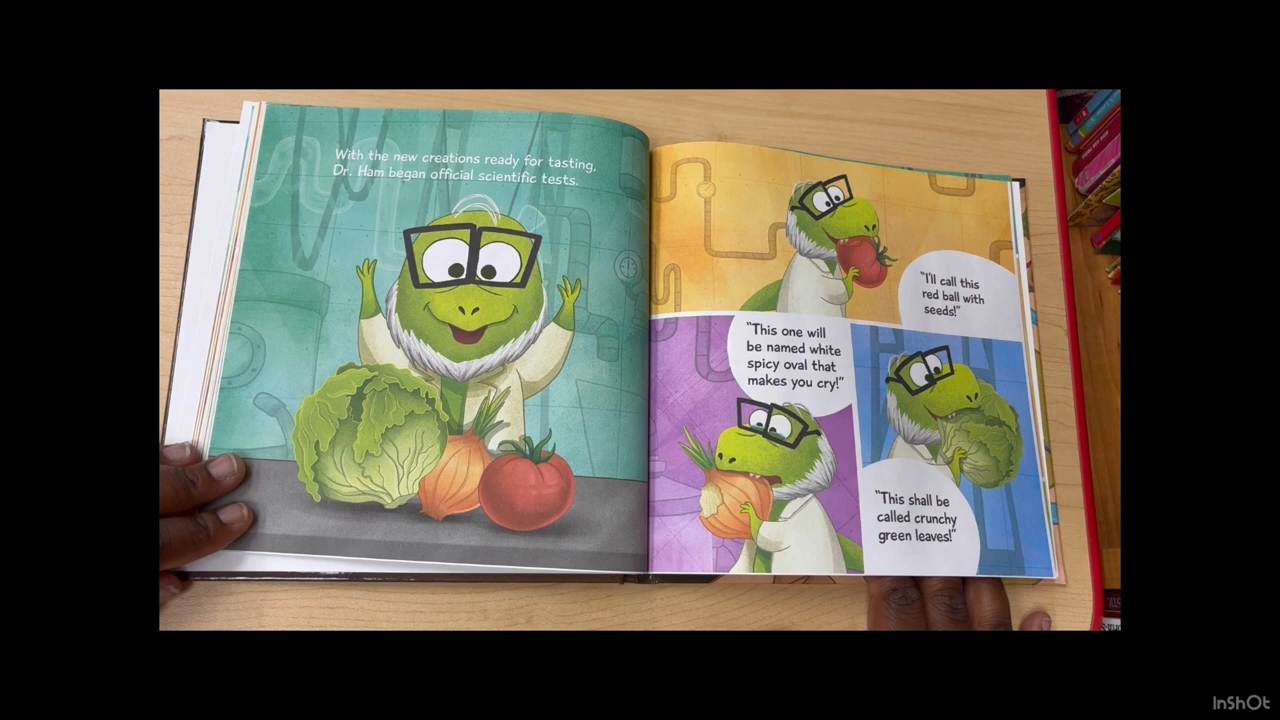 With the new creations ready for tasting,
Dr. Ham began official scientific tests.
"I'll call this
red ball with
seeds!"
"This one will
be named white
spicy oval that
makes you cry!"
"This shall be
called crunchy
green leaves!"
InShOt